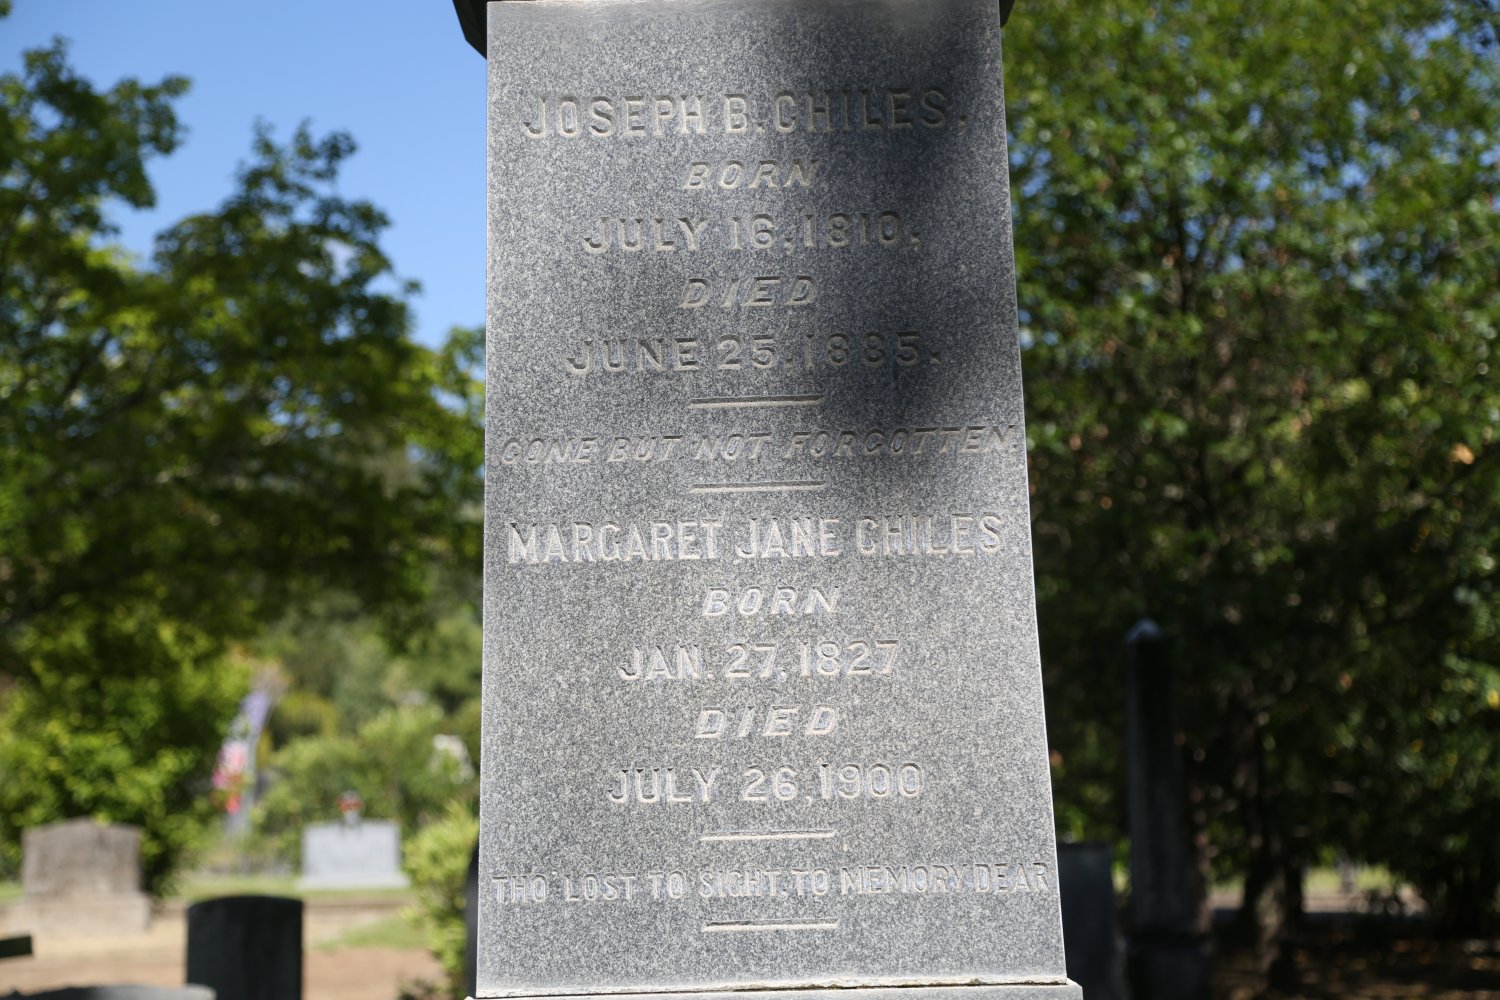 JOSEPH B. CHILES,
BORN
JULY 16. 1810,
DIED
JUNE 25. 1885.
GONE BUT NOT FORGOTTEN.
MARGARET JANE CHILES
BORN
JAN. 27, 1827
DIED
JULY 26, 1900
THO' LOST TO SIGHT, TO MEMORY DEAR.